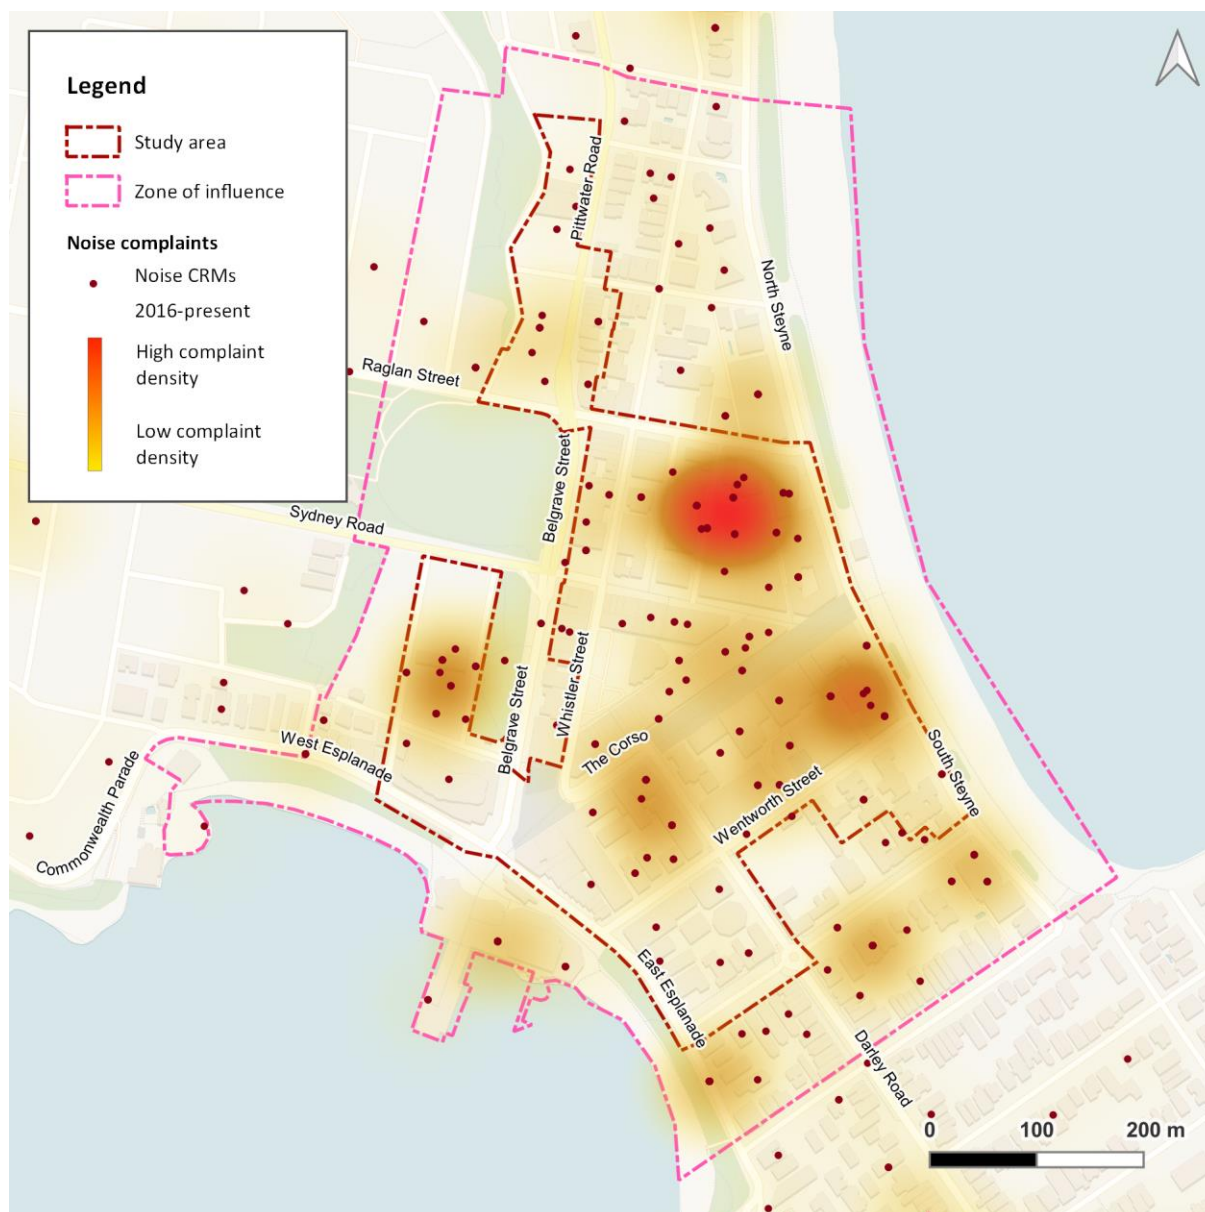 Legend
Study area
Zone of influence
Noise complaints
Noise CRMs
2016-present
High complaint
density
Low complaint
density
Pittwater Road
North Steyne
Raglan Street
Belgrave Street
Sydney Road
Whistler Street
Belgrave Street
The Corso
West Esplanade
Commonwealth Parade
South Steyne
Wentworth Street
East Esplanade
Darley Road
0 100 200 m